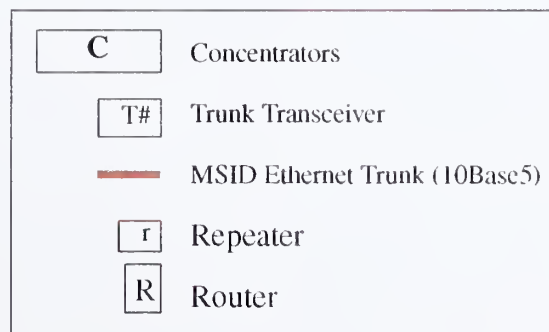 C Concentrators
T# Trunk Transceiver
MSID Ethernet Trunk (10Base5)
r Repeater
R Router